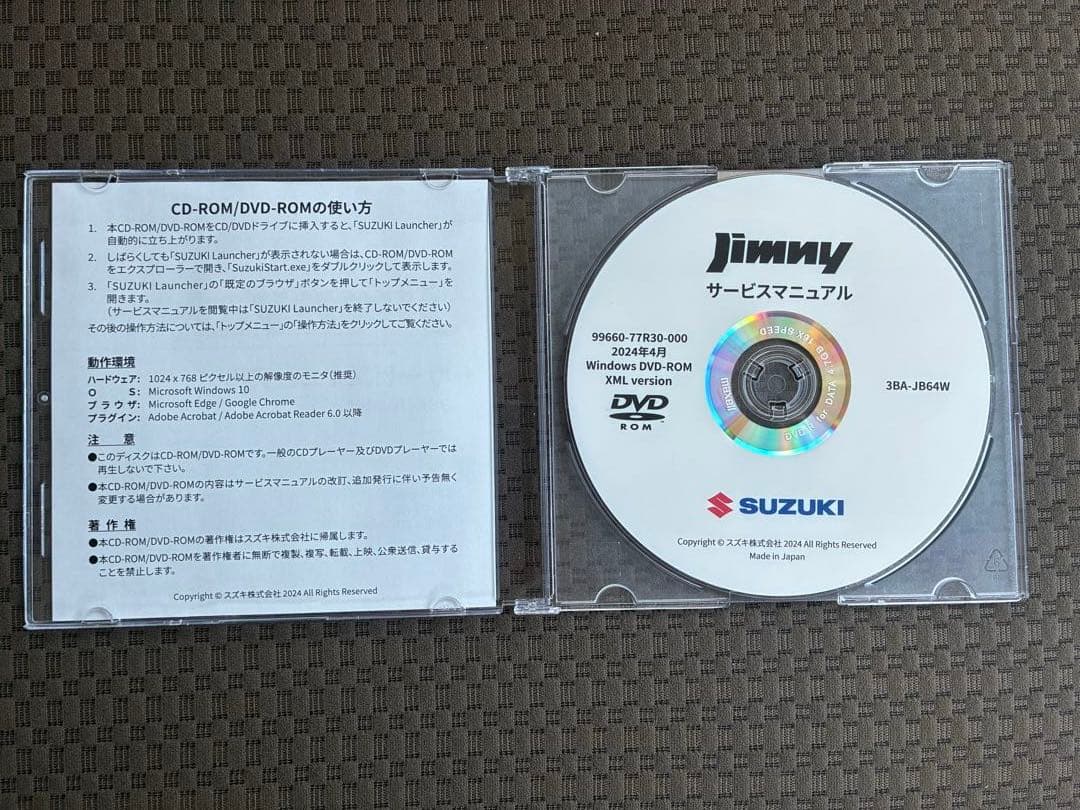 CD-ROM/DVD-ROMの使い方
1. 本CD-ROM/DVD-ROMをCD/DVDドライブに挿入すると、「SUZUKI Launcher」が
自動的に立ち上がります。
2. しばらくしても「SUZUKI Launcher」が表示されない場合は、CD-ROM/DVD-ROM
をエクスプローラーで開き、「SuzukiStart.exe」をダブルクリックして表示します。
3. 「SUZUKI Launcher」の「既定のブラウザ」ボタンを押して「トップメニュー」を
開きます。
(サービスマニュアルを閲覧中は「SUZUKI Launcher」を終了しないでください)
その後の操作方法については、「トップメニュー」の「操作方法」をクリックしてご覧ください。
動作環境
ハードウェア: 1024 x 768 ピクセル以上の解像度のモニタ(推奨)
O S: Microsoft Windows 10
ブラウザ: Microsoft Edge / Google Chrome
プラグイン: Adobe Acrobat / Adobe Acrobat Reader 6.0 以降
注 意
●このディスクはCD-ROM/DVD-ROMです。一般のCDプレーヤー及びDVDプレーヤーでは
再生しないで下さい。
●本CD-ROM/DVD-ROMの内容はサービスマニュアルの改訂、追加発行に伴い予告無く
変更する場合があります。
著作権
●本CD-ROM/DVD-ROMの著作権はスズキ株式会社に帰属します。
●本CD-ROM/DVD-ROMを著作権者に無断で複製、複写、転載、上映、公衆送信、貸与する
ことを禁止します。
Copyright © スズキ株式会社 2024 All Rights Reserved
Jimny
サービスマニュアル
99660-77R30-000
2024年4月
Windows DVD-ROM
XML version
DVD
ROM
3BA-JB64W
maxell
DVD-R for DATA 4.7GB 16X SPEED
SUZUKI
Copyright © スズキ株式会社 2024 All Rights Reserved
Made in Japan